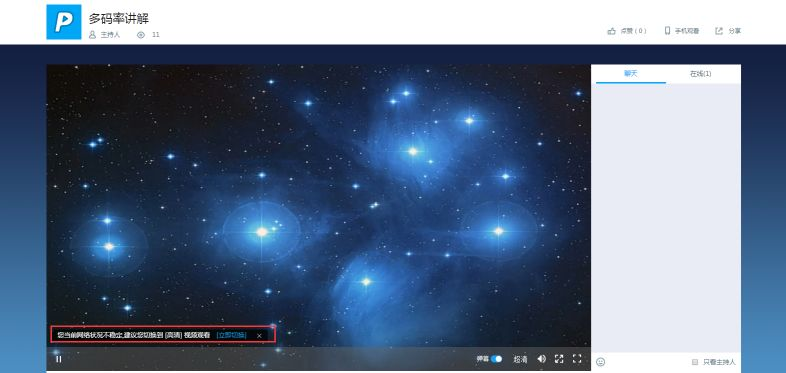 P
多码率讲解
主持人 11
点赞 ( 0 ) 手机观看 分享
聊天 在线(1)
您当前网络状况不稳定,建议您切换到 [高清] 视频观看 [立即切换] ×
弹幕 超清
只看主持人